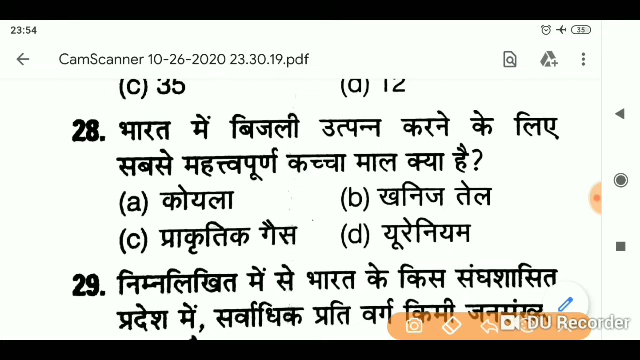 23:54
35
CamScanner 10-26-2020 23.30.19.pdf
(c) 35 (d) 12
28. भारत में बिजली उत्पन्न करने के लिए
सबसे महत्त्वपूर्ण कच्चा माल क्या है?
(a) कोयला (b) खनिज तेल
(c) प्राकृतिक गैस (d) यूरेनियम
29. निम्नलिखित में से भारत के किस संघशासित
प्रदेश में, सर्वाधिक प्रति वर्ग किमी
DU Recorder